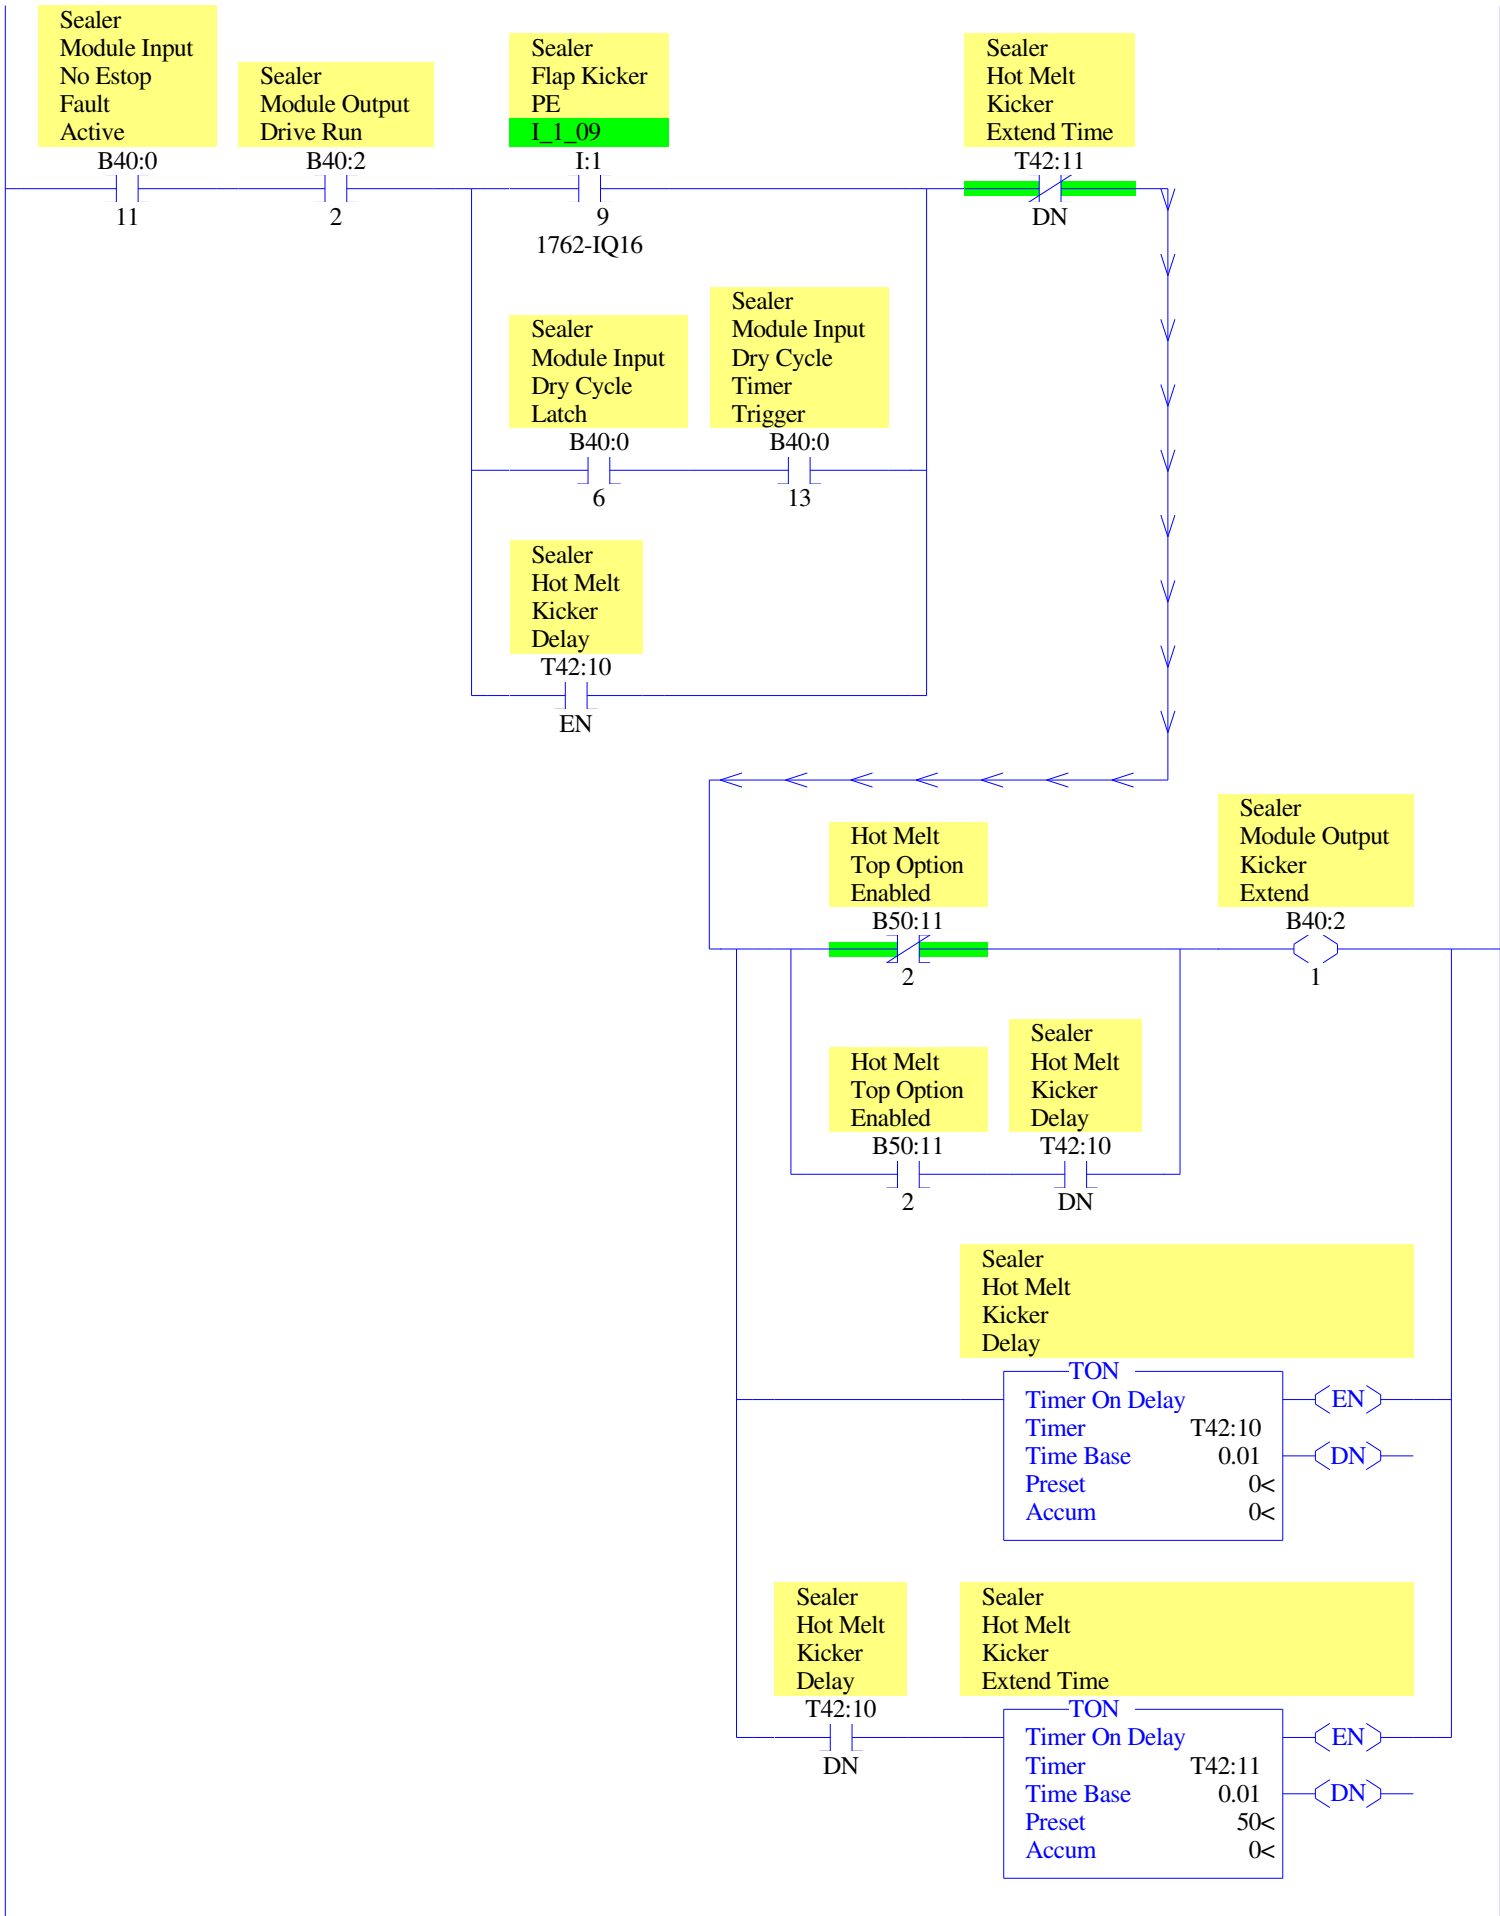 Sealer
Module Input
No Estop
Fault
Active
B40:0
11
Sealer
Module Output
Drive Run
B40:2
2
Sealer
Flap Kicker
PE
I_1_09
I:1
9
1762-IQ16
Sealer
Hot Melt
Kicker
Extend Time
T42:11
DN
Sealer
Module Input
Dry Cycle
Latch
B40:0
6
Sealer
Module Input
Dry Cycle
Timer
Trigger
B40:0
13
Sealer
Hot Melt
Kicker
Delay
T42:10
EN
Hot Melt
Top Option
Enabled
B50:11
2
Sealer
Module Output
Kicker
Extend
B40:2
1
Hot Melt
Top Option
Enabled
B50:11
2
Sealer
Hot Melt
Kicker
Delay
T42:10
DN
Sealer
Hot Melt
Kicker
Delay
TON
Timer On Delay
Timer T42:10
Time Base 0.01
Preset 0<
Accum 0<
EN
DN
Sealer
Hot Melt
Kicker
Delay
T42:10
DN
Sealer
Hot Melt
Kicker
Extend Time
TON
Timer On Delay
Timer T42:11
Time Base 0.01
Preset 50<
Accum 0<
EN
DN